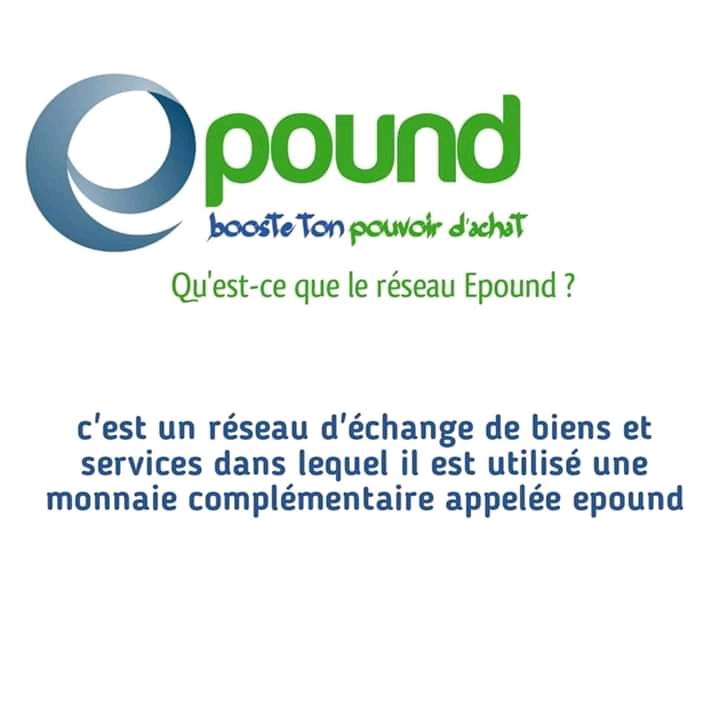 epound
booste ton pouvoir d'achat
Qu'est-ce que le réseau Epound ?
c'est un réseau d'échange de biens et
services dans lequel il est utilisé une
monnaie complémentaire appelée epound